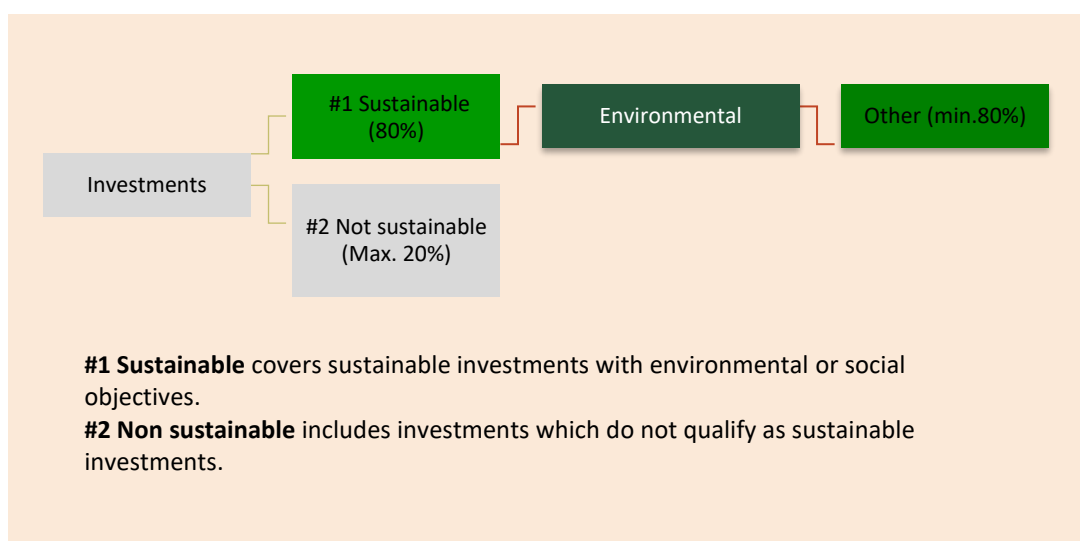 #1 Sustainable
(80%)
Environmental
Other (min.80%)
Investments
#2 Not sustainable
(Max. 20%)
#1 Sustainable covers sustainable investments with environmental or social
objectives.
#2 Non sustainable includes investments which do not qualify as sustainable
investments.